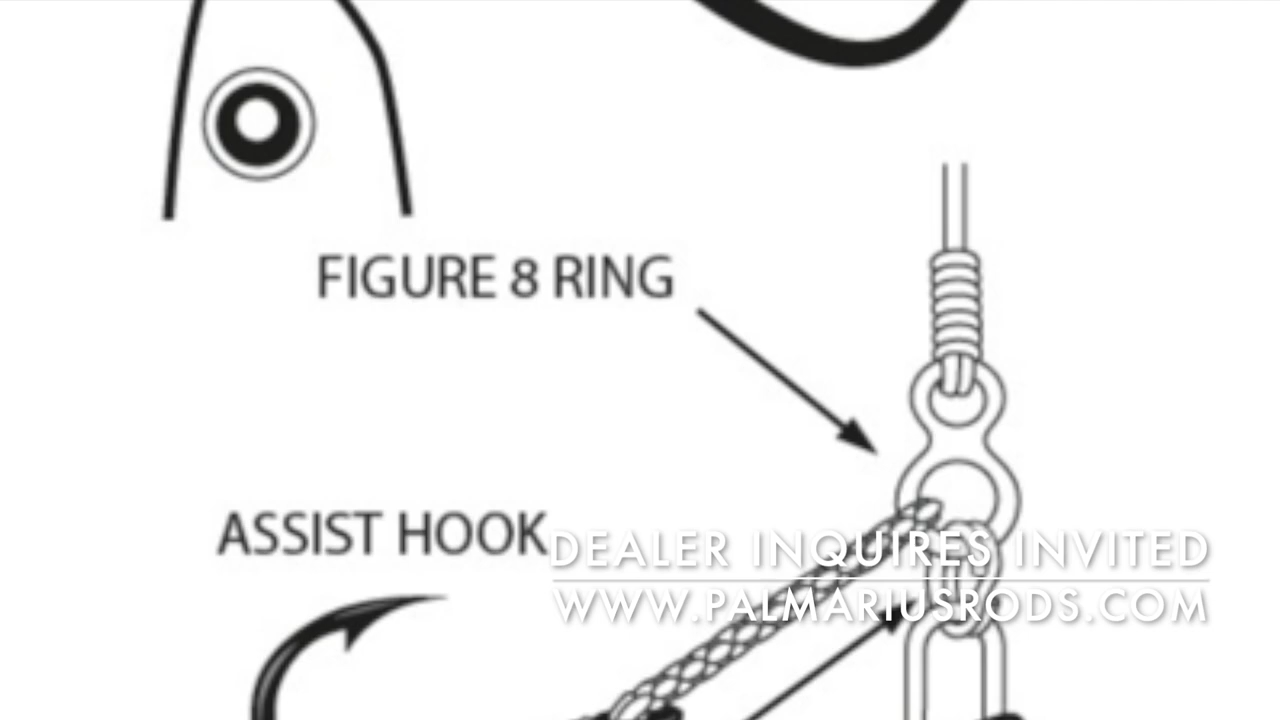 FIGURE 8 RING
ASSIST HOOK
DEALER INQUIRES INVITED
WWW.PALMARIUSRODS.COM